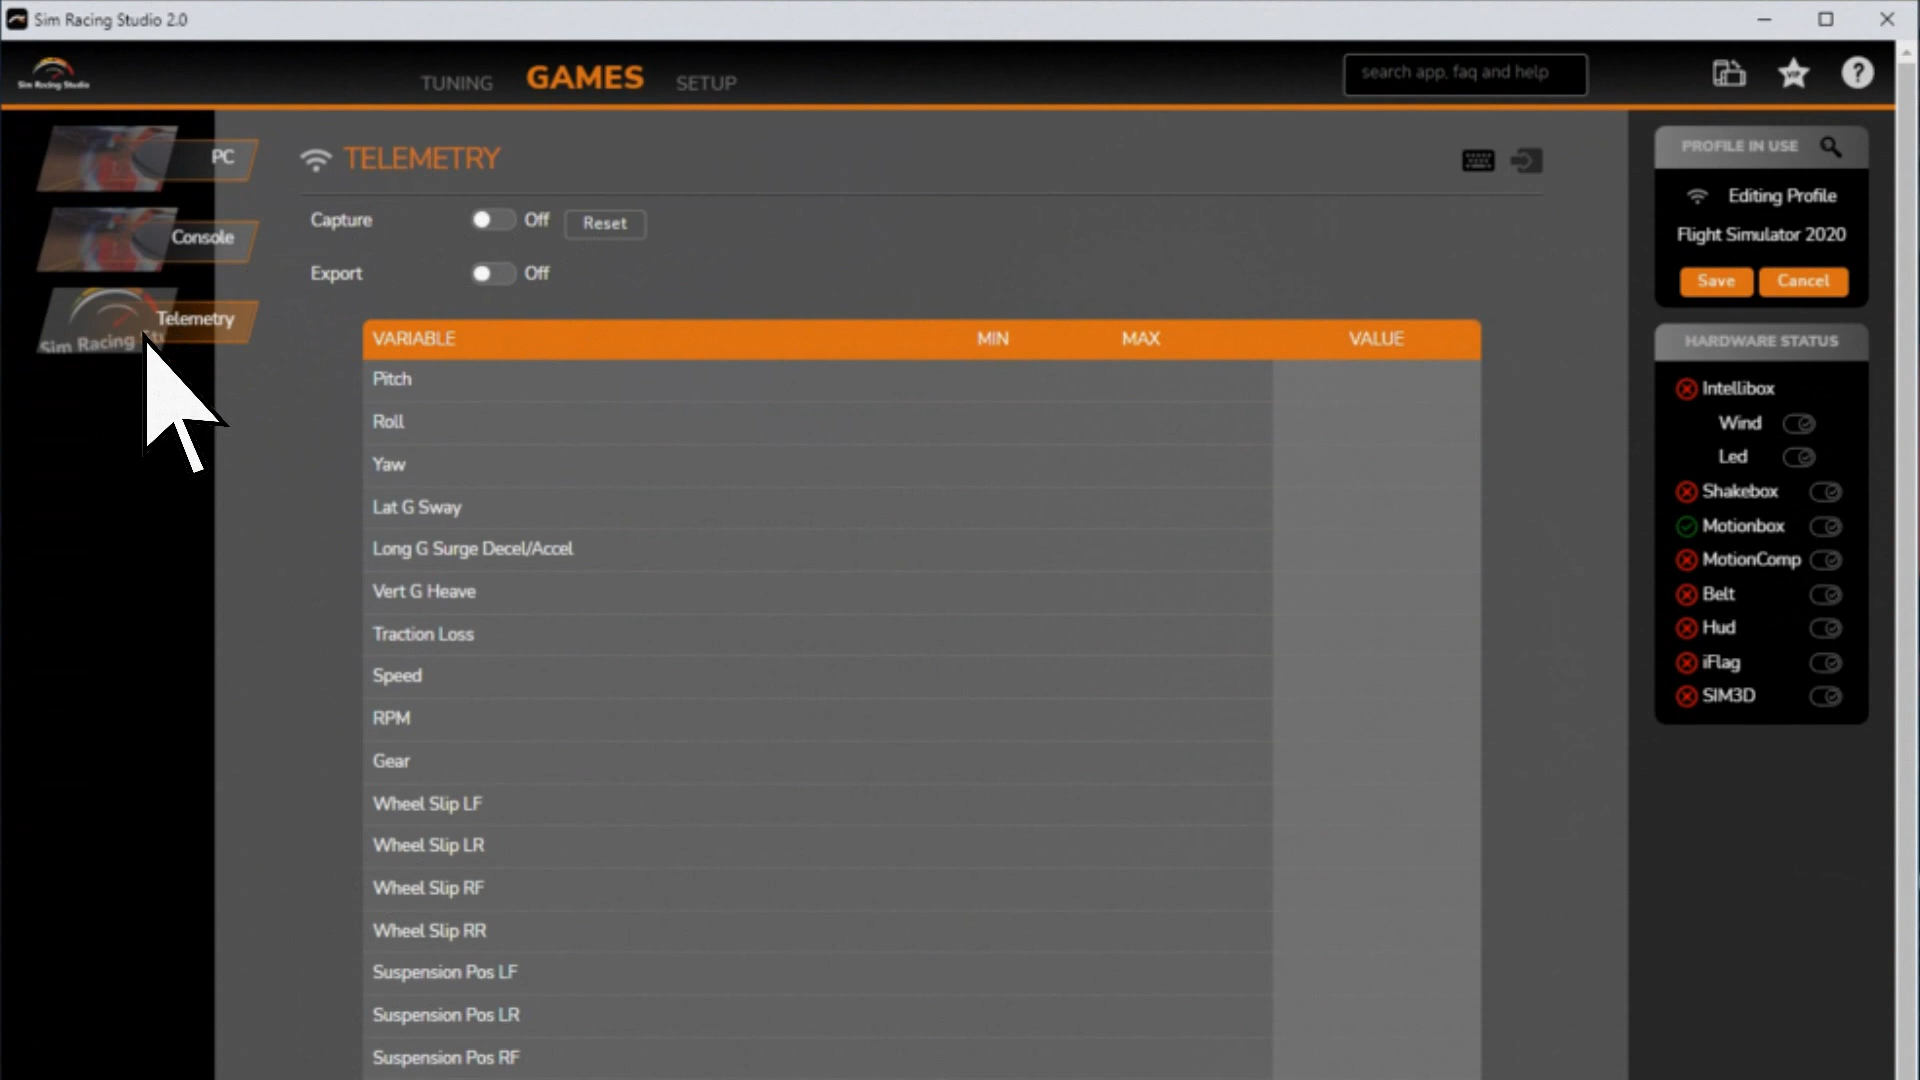 Sim Racing Studio 2.0
Sim Racing Studio
TUNING GAMES SETUP
search app, faq and help
PC
Console
Telemetry
Sim Racing
TELEMETRY
Capture Off Reset
Export Off
VARIABLE MIN MAX VALUE
Pitch
Roll
Yaw
Lat G Sway
Long G Surge Decel/Accel
Vert G Heave
Traction Loss
Speed
RPM
Gear
Wheel Slip LF
Wheel Slip LR
Wheel Slip RF
Wheel Slip RR
Suspension Pos LF
Suspension Pos LR
Suspension Pos RF
PROFILE IN USE
Editing Profile
Flight Simulator 2020
Save Cancel
HARDWARE STATUS
Intellibox
Wind
Led
Shakebox
Motionbox
MotionComp
Belt
Hud
iFlag
SIM3D